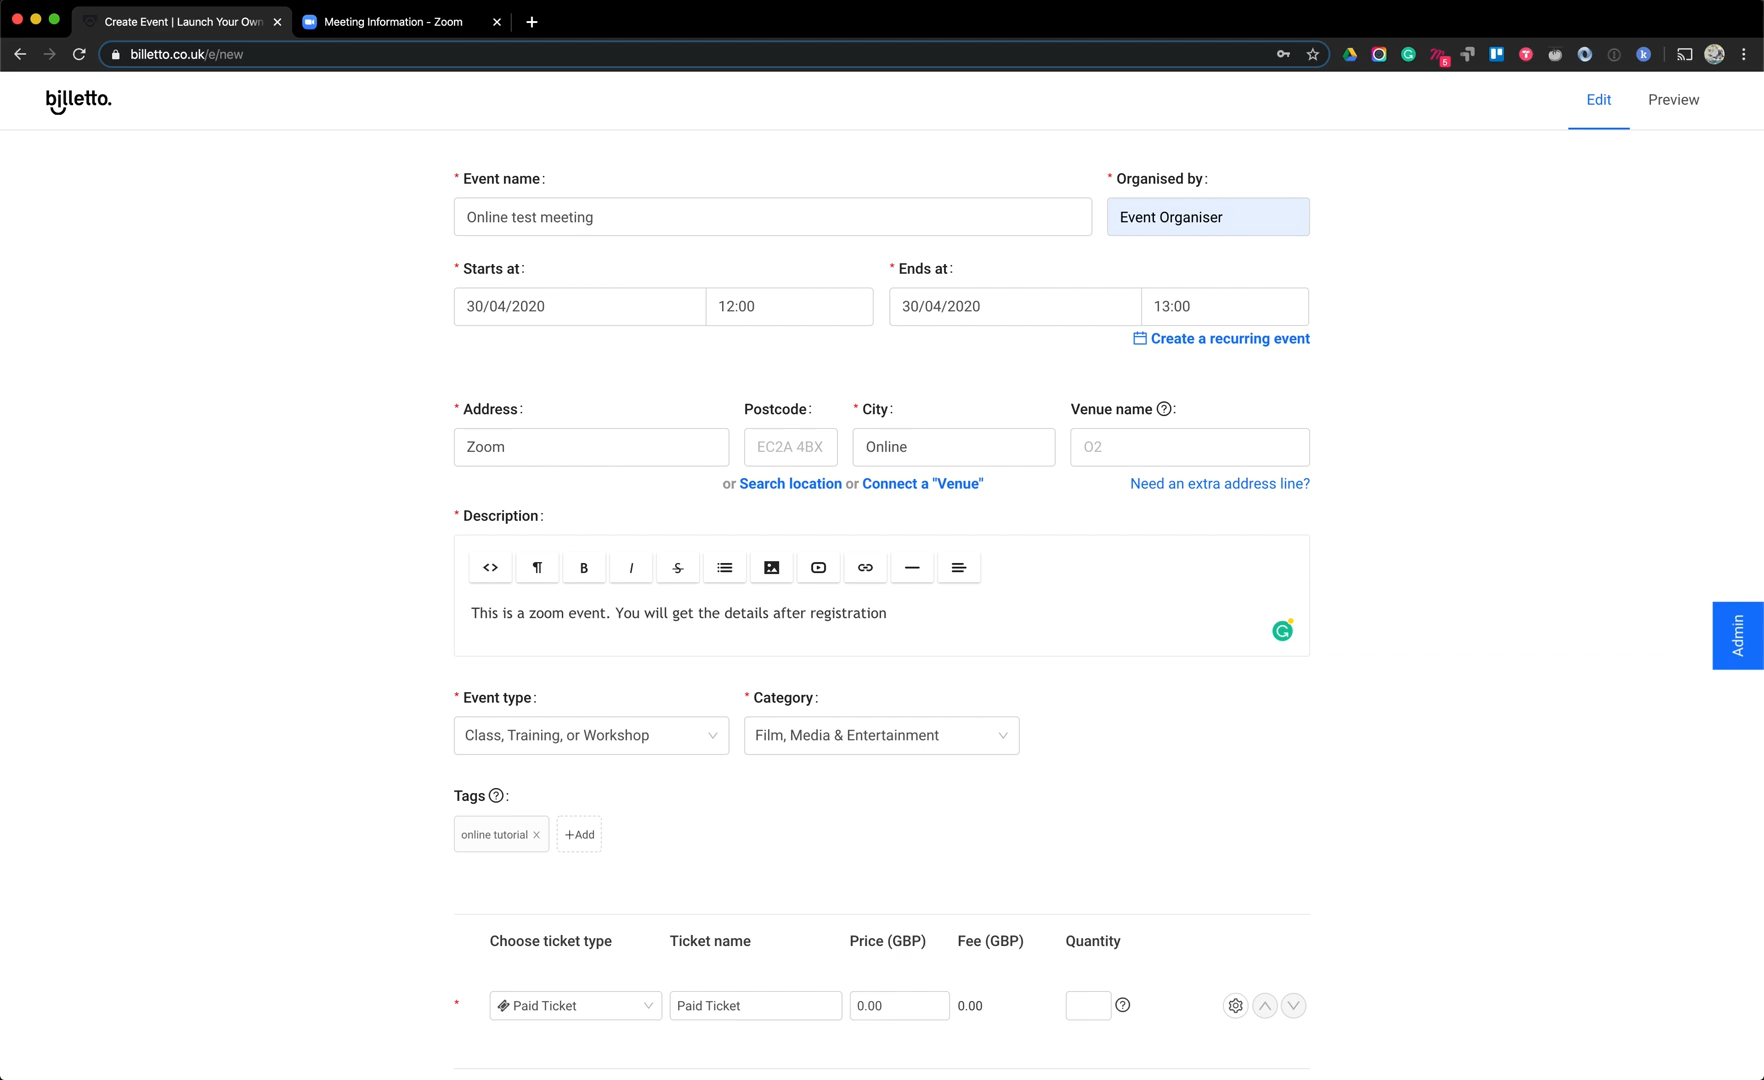 Create Event | Launch Your Own
Meeting Information - Zoom
billetto.co.uk/e/new
5
k
billetto.
Edit
Preview
* Event name:
* Organised by:
Online test meeting
Event Organiser
* Starts at:
* Ends at:
30/04/2020
12:00
30/04/2020
13:00
Create a recurring event
* Address:
Postcode:
* City:
Venue name ?:
Zoom
EC2A 4BX
Online
O2
or Search location or Connect a "Venue"
Need an extra address line?
* Description:
<> ¶ B I S
This is a zoom event. You will get the details after registration
Admin
* Event type:
* Category:
Class, Training, or Workshop
Film, Media & Entertainment
Tags ?:
online tutorial x
+Add
Choose ticket type
Ticket name
Price (GBP)
Fee (GBP)
Quantity
* Paid Ticket
Paid Ticket
0.00
0.00
?